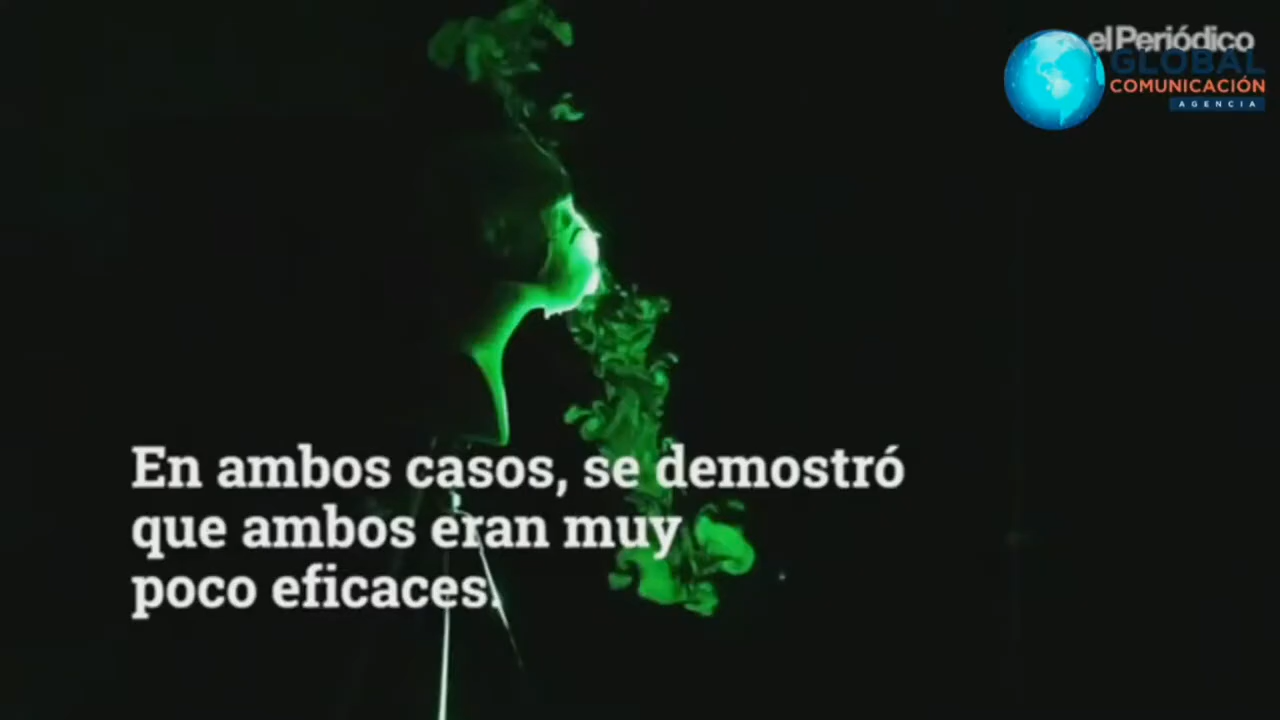 elPeriódico
GLOBAL
COMUNICACIÓN
AGENCIA
En ambos casos, se demostró
que ambos eran muy
poco eficaces.